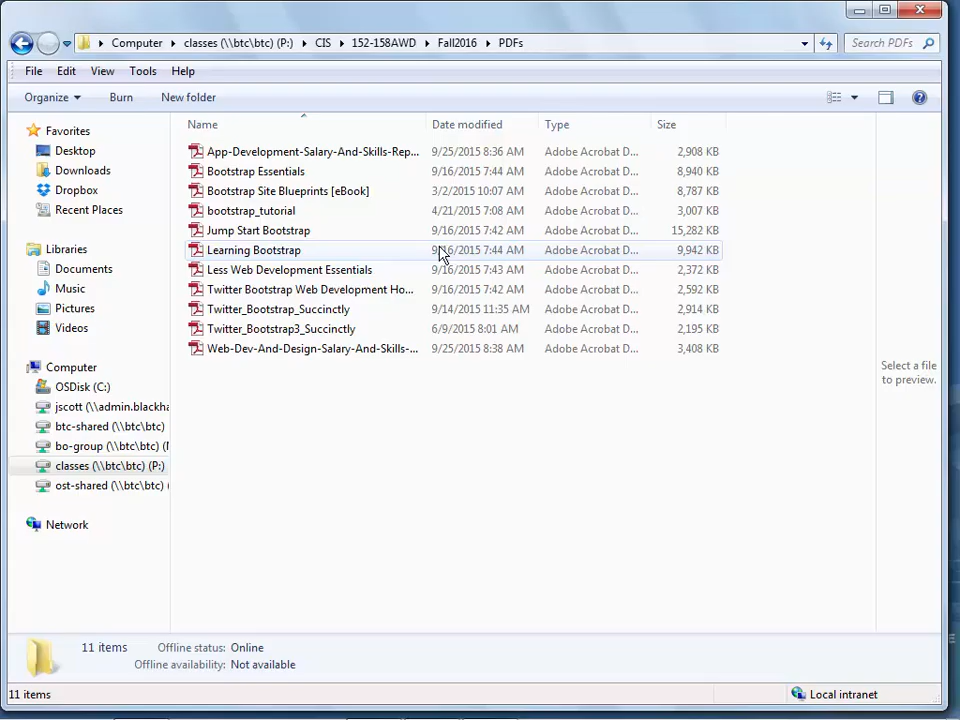 Computer classes (\\btc\btc) (P:) CIS 152-158AWD Fall2016 PDFs Search PDFs
File Edit View Tools Help
Organize Burn New folder
Name Date modified Type Size
Favorites
Desktop
Downloads
Dropbox
Recent Places
Libraries
Documents
Music
Pictures
Videos
Computer
OSDisk (C:)
jscott (\\admin.blackha
btc-shared (\\btc\btc)
bo-group (\\btc\btc) (
classes (\\btc\btc) (P:)
ost-shared (\\btc\btc) (
Network
App-Development-Salary-And-Skills-Rep... 9/25/2015 8:36 AM Adobe Acrobat D... 2,908 KB
Bootstrap Essentials 9/16/2015 7:44 AM Adobe Acrobat D... 8,940 KB
Bootstrap Site Blueprints [eBook] 3/2/2015 10:07 AM Adobe Acrobat D... 8,787 KB
bootstrap_tutorial 4/21/2015 7:08 AM Adobe Acrobat D... 3,007 KB
Jump Start Bootstrap 9/16/2015 7:42 AM Adobe Acrobat D... 15,282 KB
Learning Bootstrap 9/16/2015 7:44 AM Adobe Acrobat D... 9,942 KB
Less Web Development Essentials 9/16/2015 7:43 AM Adobe Acrobat D... 2,372 KB
Twitter Bootstrap Web Development Ho... 9/16/2015 7:42 AM Adobe Acrobat D... 2,592 KB
Twitter_Bootstrap_Succinctly 9/14/2015 11:35 AM Adobe Acrobat D... 2,914 KB
Twitter_Bootstrap3_Succinctly 6/9/2015 8:01 AM Adobe Acrobat D... 2,195 KB
Web-Dev-And-Design-Salary-And-Skills-... 9/25/2015 8:38 AM Adobe Acrobat D... 3,408 KB
Select a file
to preview.
11 items Offline status: Online
Offline availability: Not available
11 items Local intranet